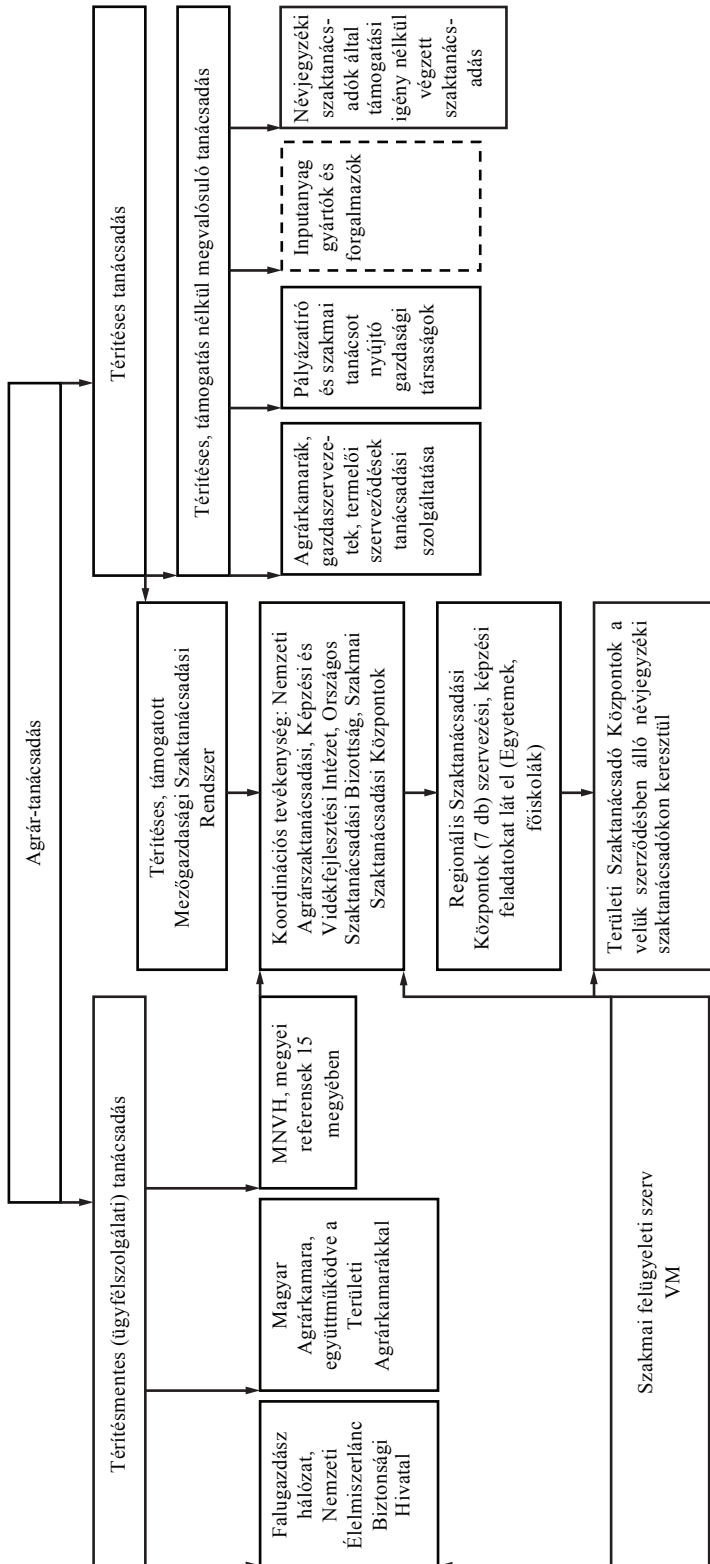 Agrár-tanácsadás
Térítésmentes (ügyfélszolgálati) tanácsadás
Térítéses tanácsadás
Falugazdász
hálózat,
Nemzeti
Élelmiszerlánc
Biztonsági
Hivatal
Magyar
Agrárkamara,
együttműködve a
Területi
Agrárkamarákkal
MNVH, megyei
referensek 15
megyében
Térítéses, támogatott
Mezőgazdasági Szaktanácsadási
Rendszer
Koordinációs tevékenység: Nemzeti
Agrárszaktanácsadási, Képzési és
Vidékfejlesztési Intézet, Országos
Szaktanácsadási Bizottság, Szakmai
Szaktanácsadási Központok
Regionális Szaktanácsadási
Központok (7 db) szervezési, képzési
feladatokat lát el (Egyetemek,
főiskolák)
Területi Szaktanácsadó Központok a
velük szerződésben álló névjegyzéki
szaktanácsadókon keresztül
Térítéses, támogatás nélkül megvalósuló tanácsadás
Agrárkamarák,
gazdaszerveze-
tek, termelői
szerveződések
tanácsadási
szolgáltatása
Pályázatíró
és szakmai
tanácsot
nyújtó
gazdasági
társaságok
Inputanyag
gyártók és
forgalmazók
Névjegyzéki
szaktanács-
adók által
támogatási
igény nélkül
végzett
szaktanács-
adás
Szakmai felügyeleti szerv
VM